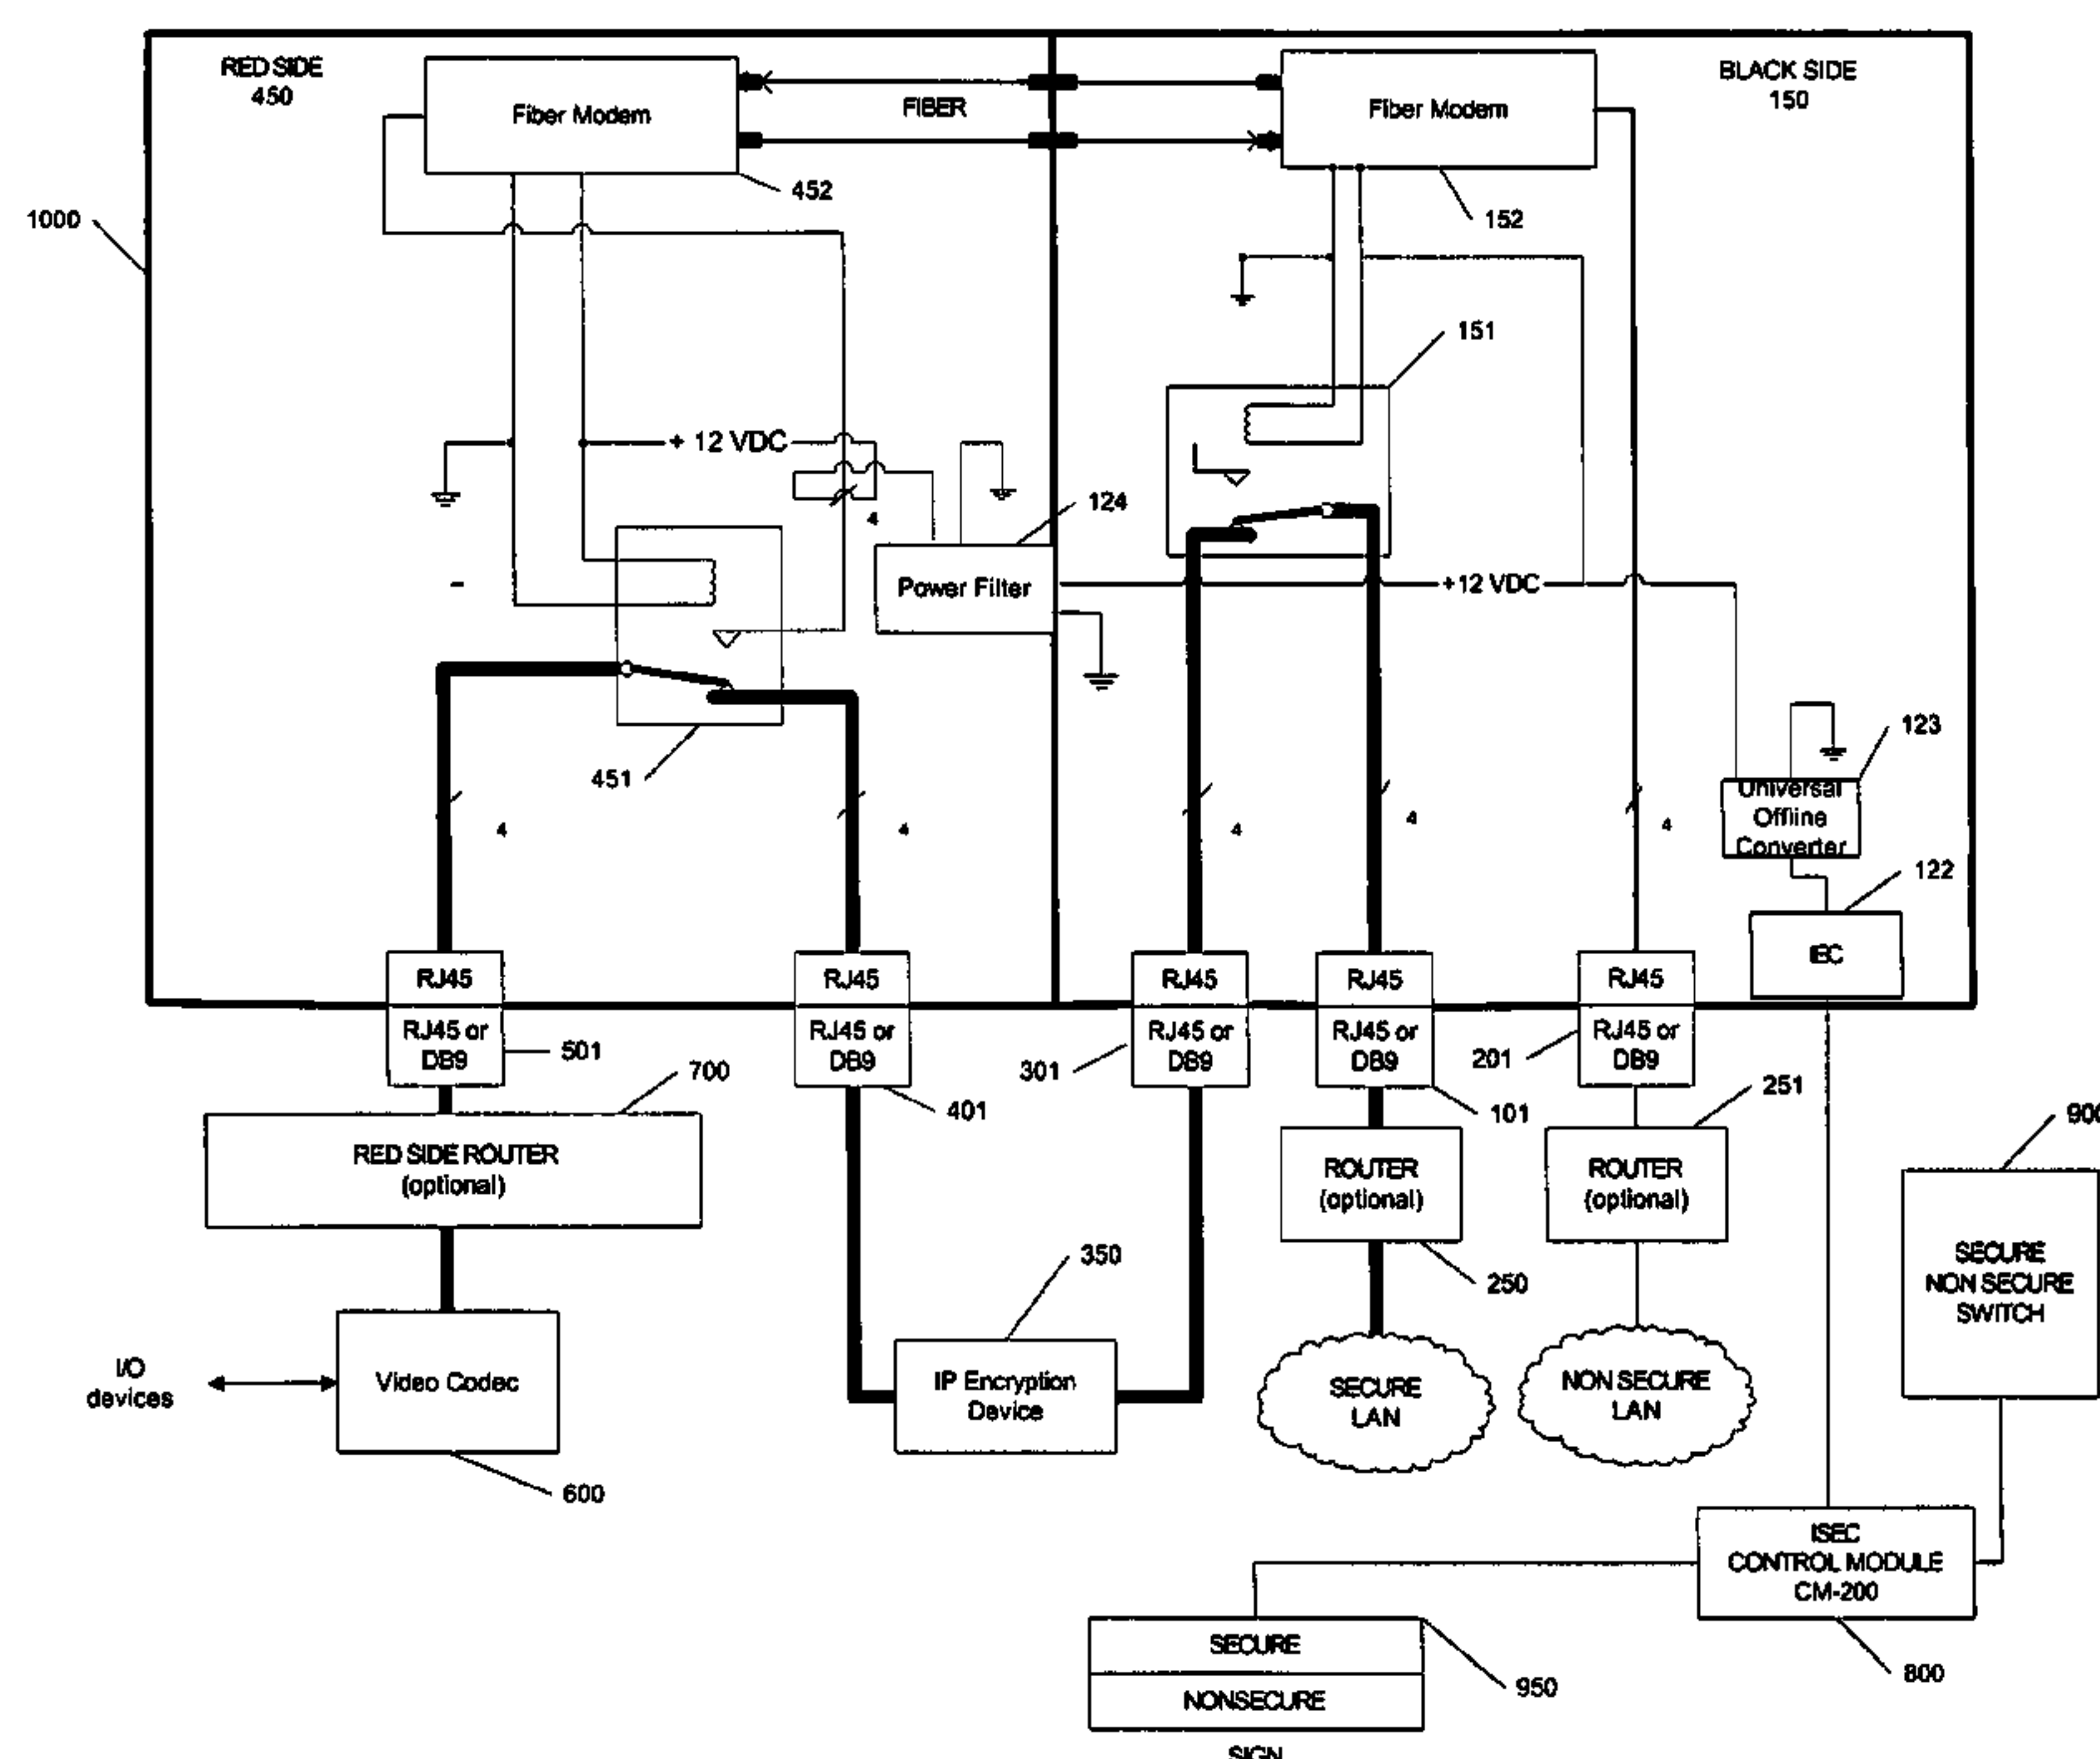 RED SIDE
450
Fiber Modem
FIBER
Fiber Modem
BLACK SIDE
150
452
152
1000
151
+ 12 VDC
4
124
Power Filter
+12 VDC
451
4
4
4
4
4
123
Universal
Offline
Converter
122
IEC
RJ45
RJ45
RJ45
RJ45
RJ45
RJ45 or
DB9
501
RJ45 or
DB9
401
301
RJ45 or
DB9
RJ45 or
DB9
101
201
RJ45 or
DB9
700
251
RED SIDE ROUTER
(optional)
ROUTER
(optional)
250
ROUTER
(optional)
SECURE
NON SECURE
SWITCH
350
I/O
devices
Video Codec
600
IP Encryption
Device
SECURE
LAN
NON SECURE
LAN
ISEC
CONTROL MODULE
CM-200
800
SECURE
NONSECURE
950
SIGN